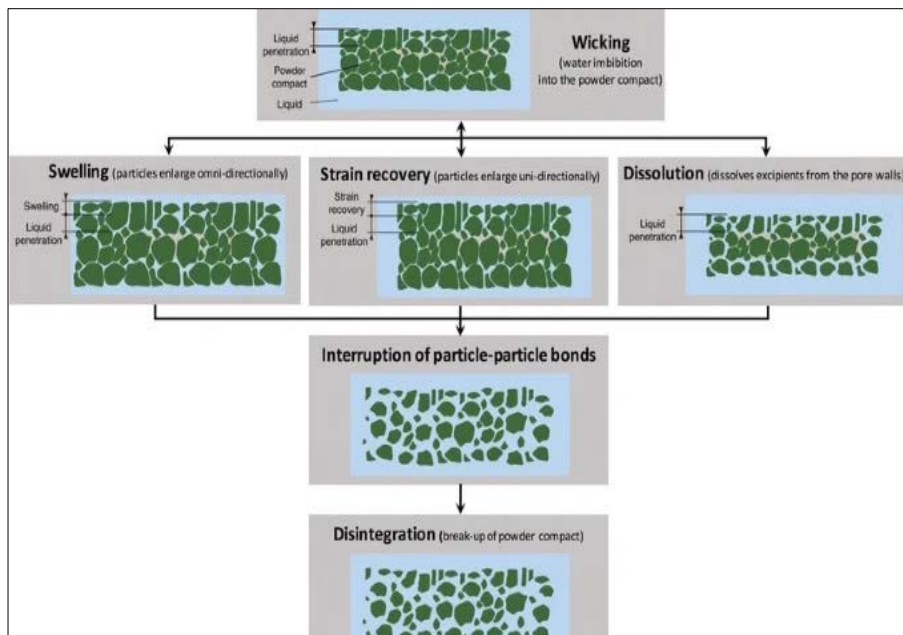 Liquid
penetration
Powder
compact
Liquid
Wicking
(water imbibition
into the powder compact)
Swelling (particles enlarge omni-directionally)
Swelling
Liquid
penetration
Strain recovery (particles enlarge uni-directionally)
Strain
recovery
Liquid
penetration
Dissolution (dissolves excipients from the pore walls)
Liquid
penetration
Interruption of particle-particle bonds
Disintegration (break-up of powder compact)